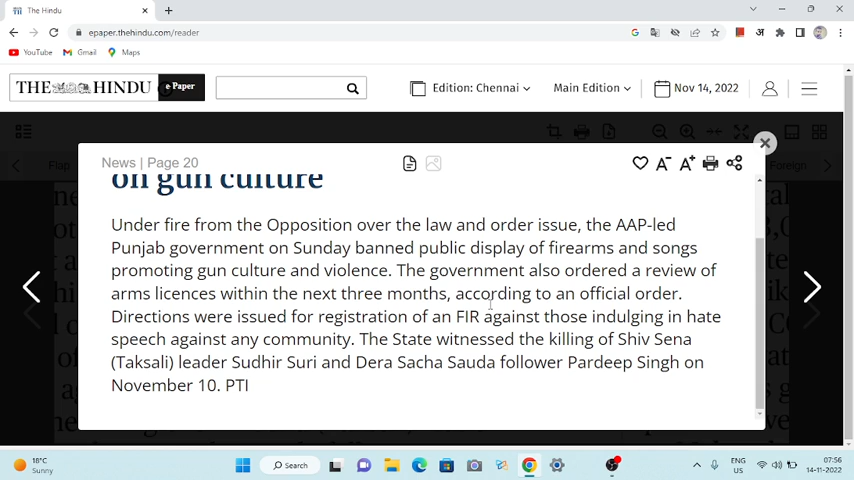 The Hindu
epaper.thehindu.com/reader
YouTube
Gmail
Maps
THE HINDU
e Paper
Edition: Chennai
Main Edition
Nov 14, 2022
News | Page 20
A-
A+
Flap
Foreign
on gun culture
Under fire from the Opposition over the law and order issue, the AAP-led
Punjab government on Sunday banned public display of firearms and songs
promoting gun culture and violence. The government also ordered a review of
arms licences within the next three months, according to an official order.
Directions were issued for registration of an FIR against those indulging in hate
speech against any community. The State witnessed the killing of Shiv Sena
(Taksali) leader Sudhir Suri and Dera Sacha Sauda follower Pardeep Singh on
November 10. PTI
18°C
Sunny
Search
ENG
US
07:56
14-11-2022